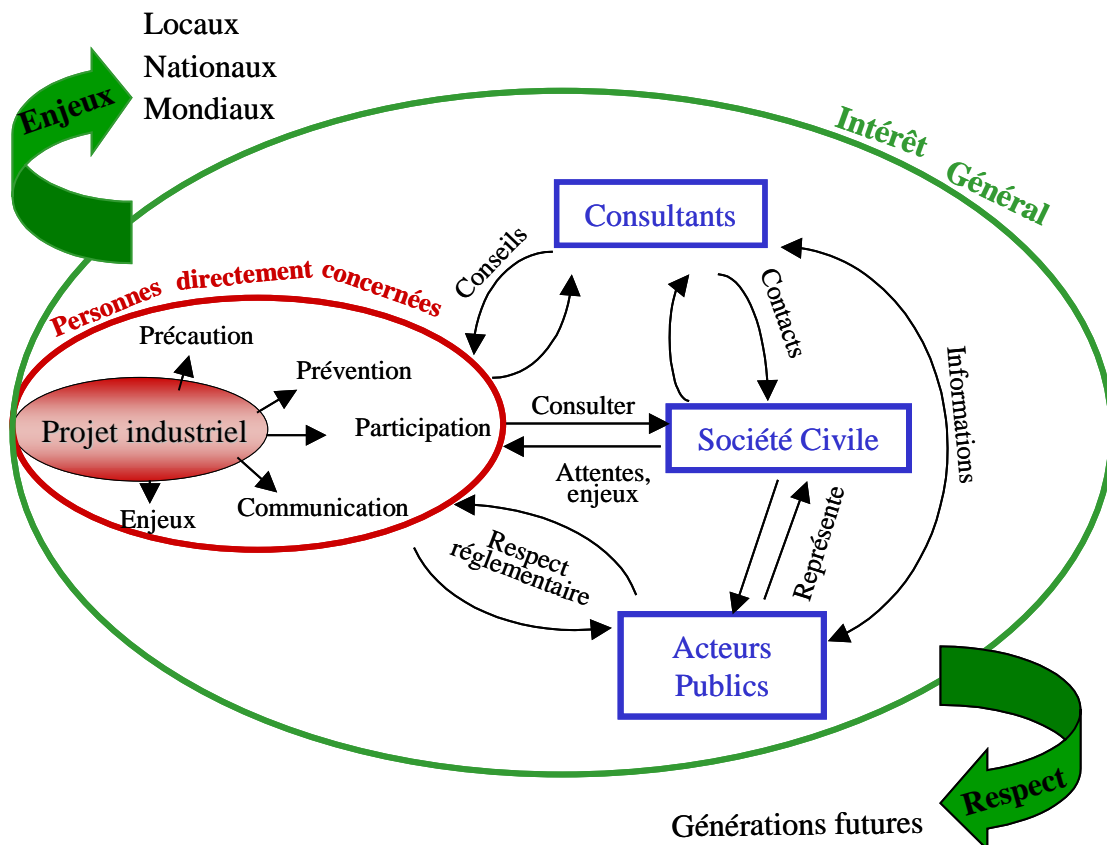 Locaux
Nationaux
Mondiaux
Enjeux
Intérêt Général
Consultants
Conseils
Contacts
Informations
Personnes directement concernées
Précaution
Prévention
Projet industriel
Participation
Communication
Enjeux
Consulter
Société Civile
Attentes,
enjeux
Respect
réglementaire
Représente
Acteurs
Publics
Respect
Générations futures